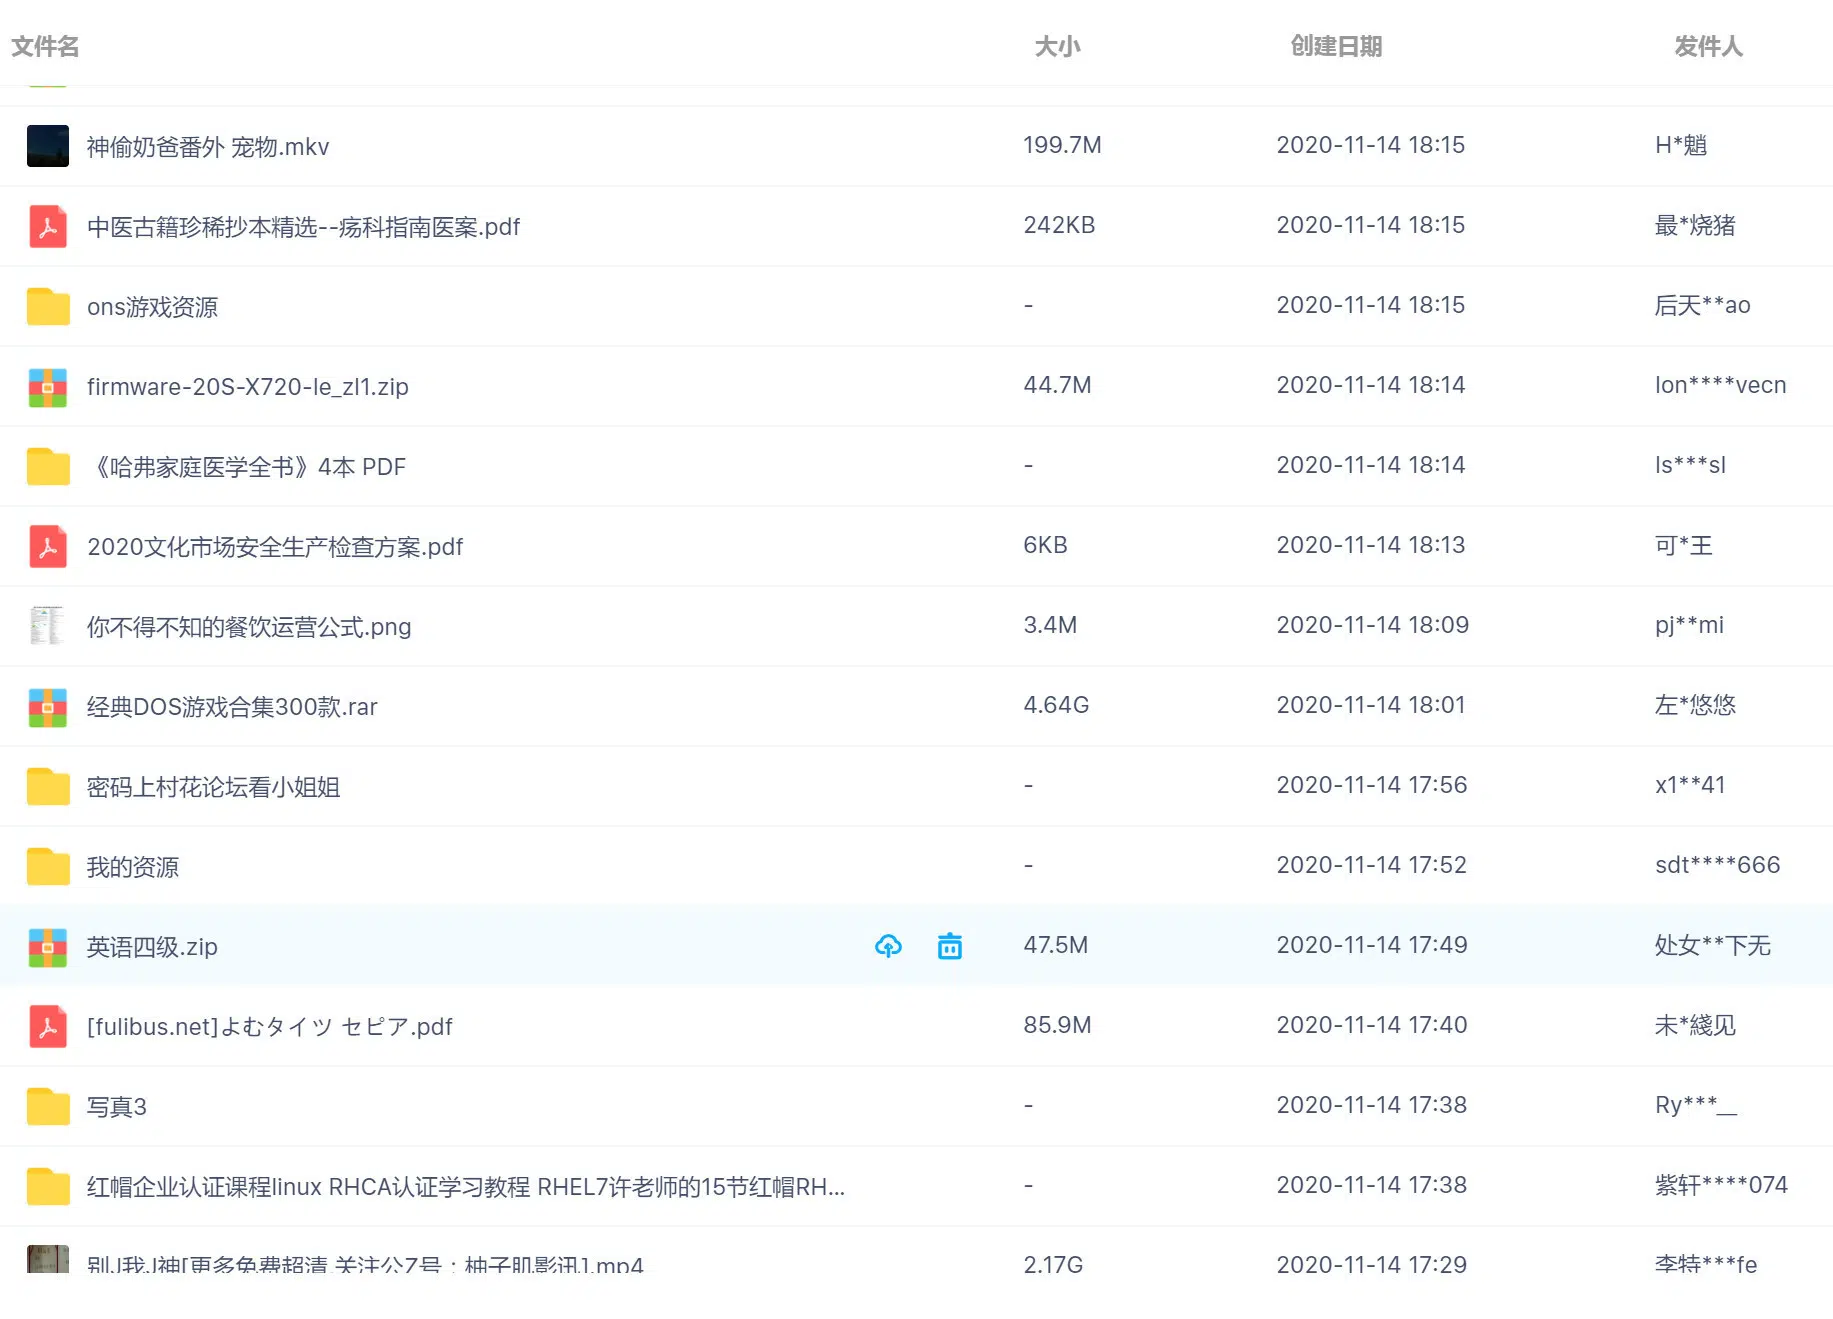 文件名 大小 创建日期 发件人
神偷奶爸番外 宠物.mkv 199.7M 2020-11-14 18:15 H*魈
中医古籍珍稀抄本精选--疡科指南医案.pdf 242KB 2020-11-14 18:15 最*烧猪
ons游戏资源 - 2020-11-14 18:15 后天**ao
firmware-20S-X720-le_zl1.zip 44.7M 2020-11-14 18:14 lon****vecn
《哈弗家庭医学全书》4本 PDF - 2020-11-14 18:14 ls***sl
2020文化市场安全生产检查方案.pdf 6KB 2020-11-14 18:13 可*王
你不得不知的餐饮运营公式.png 3.4M 2020-11-14 18:09 pj**mi
经典DOS游戏合集300款.rar 4.64G 2020-11-14 18:01 左*悠悠
密码上村花论坛看小姐姐 - 2020-11-14 17:56 x1**41
我的资源 - 2020-11-14 17:52 sdt****666
英语四级.zip 47.5M 2020-11-14 17:49 处女**下无
[fulibus.net]よむタイツ セピア.pdf 85.9M 2020-11-14 17:40 未*綫见
写真3 - 2020-11-14 17:38 Ry***__
红帽企业认证课程linux RHCA认证学习教程 RHEL7许老师的15节红帽RH... - 2020-11-14 17:38 紫轩****074
别J我J神[更多免费超清,关注公Z号：柚子肌影讯].mp4 2.17G 2020-11-14 17:29 李特***fe